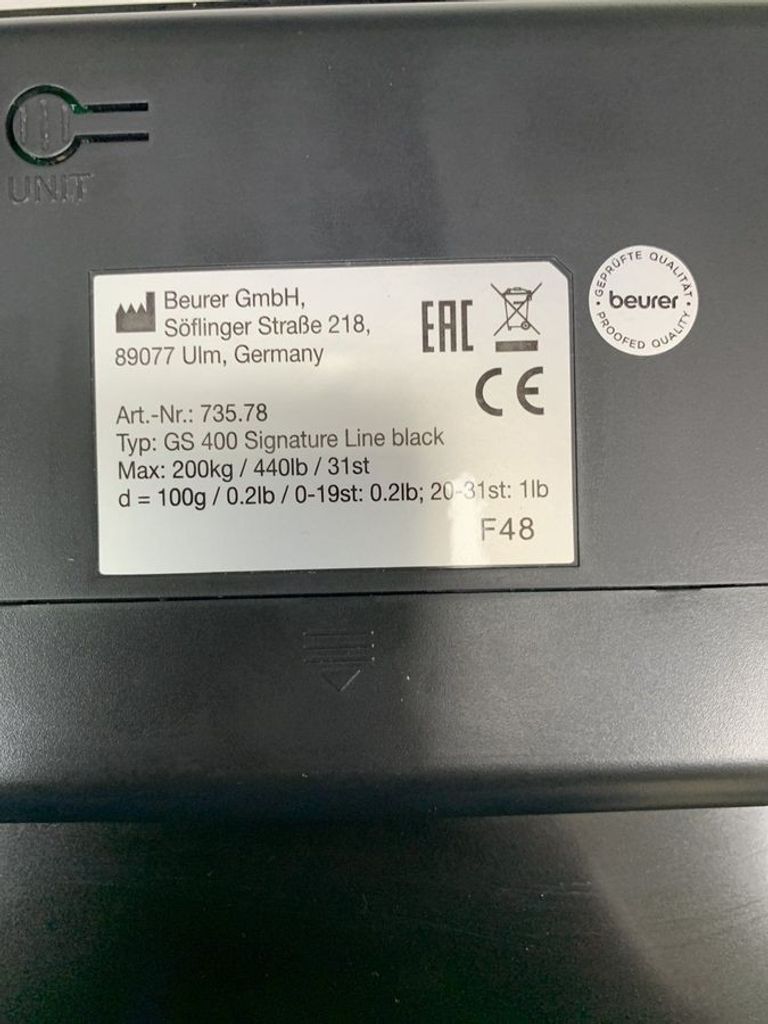 UNIT
Beurer GmbH,
Söflinger Straße 218,
89077 Ulm, Germany
EAC
CE
Art.-Nr.: 735.78
Typ: GS 400 Signature Line black
Max: 200kg / 440lb / 31st
d = 100g / 0.2lb / 0-19st: 0.2lb; 20-31st: 1lb
F48
GEPRÜFTE QUALITÄT
beurer
PROOFED QUALITY